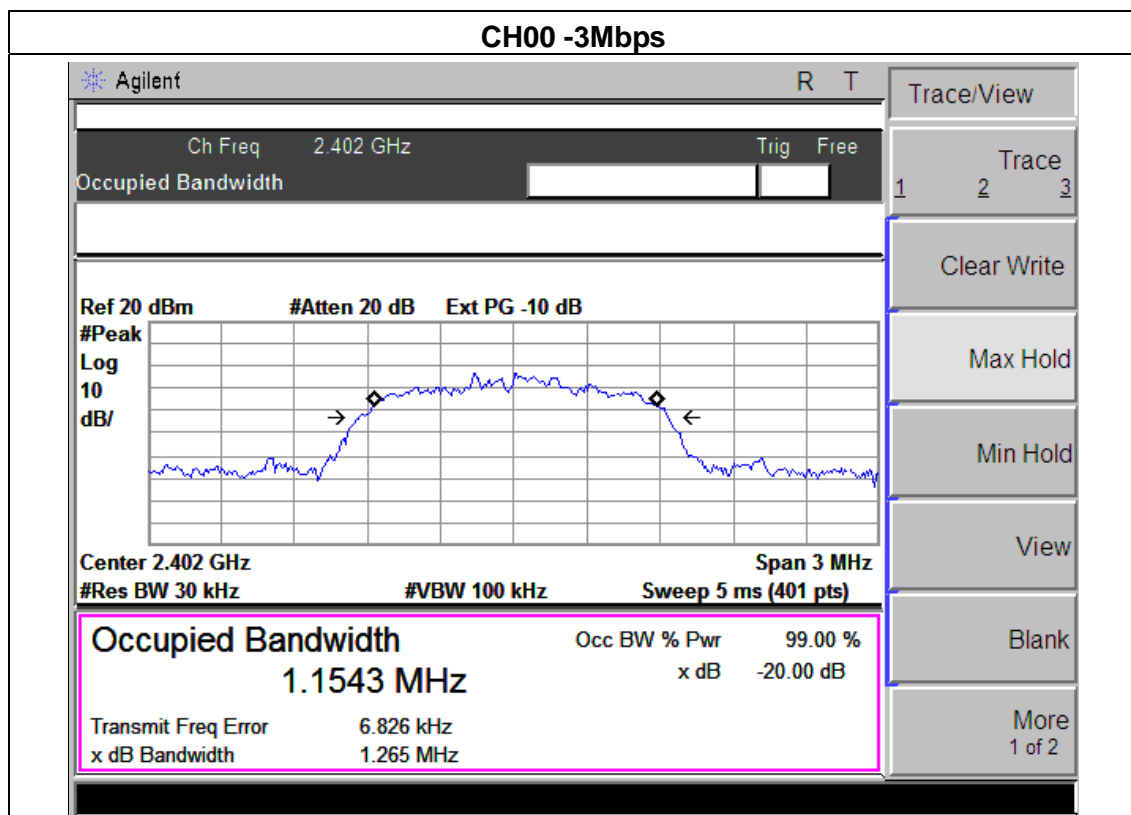 CH00 -3Mbps
Agilent R T
Ch Freq 2.402 GHz Trig Free
Occupied Bandwidth
Ref 20 dBm #Atten 20 dB Ext PG -10 dB
#Peak
Log
10
dB/
Center 2.402 GHz Span 3 MHz
#Res BW 30 kHz #VBW 100 kHz Sweep 5 ms (401 pts)
Occupied Bandwidth
1.1543 MHz
Occ BW % Pwr 99.00 %
x dB -20.00 dB
Transmit Freq Error 6.826 kHz
x dB Bandwidth 1.265 MHz
Trace/View
Trace
1 2 3
Clear Write
Max Hold
Min Hold
View
Blank
More
1 of 2